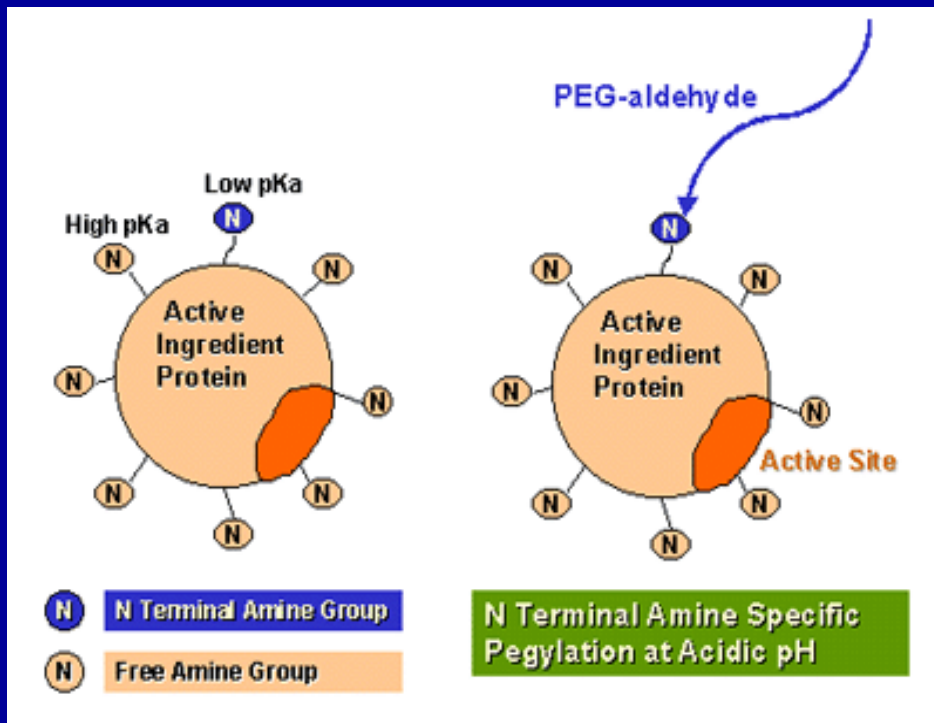 PEG-aldehyde
Low pKa
High pKa
N
N
N
N
N
N
N
N
N
Active
Ingredient
Protein
N
N
N
N
N
N
N
N
Active
Ingredient
Protein
Active Site
N N Terminal Amine Group
N Free Amine Group
N Terminal Amine Specific
Pegylation at Acidic pH